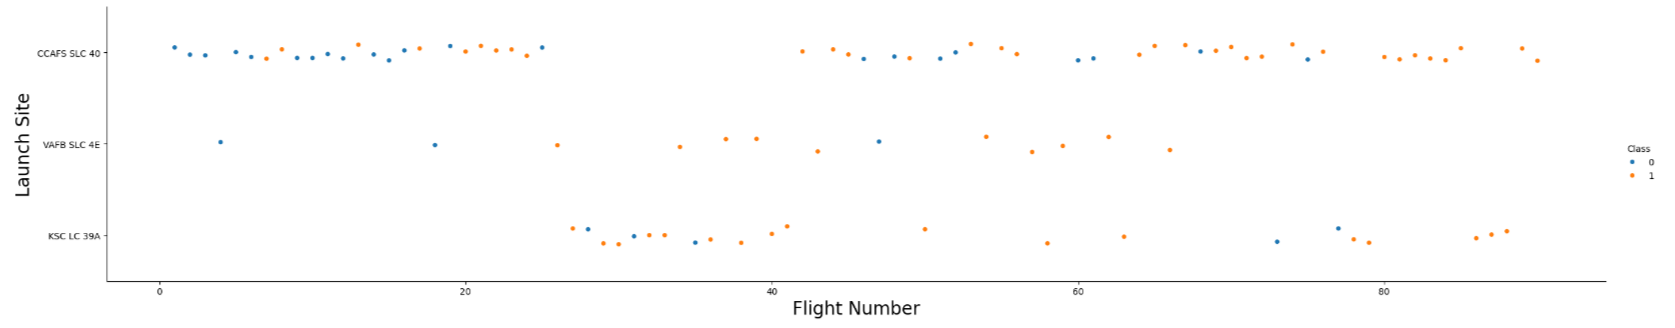 Launch Site
CCAFS SLC 40
VAFB SLC 4E
KSC LC 39A
0
20
40
60
80
Flight Number
Class
0
1